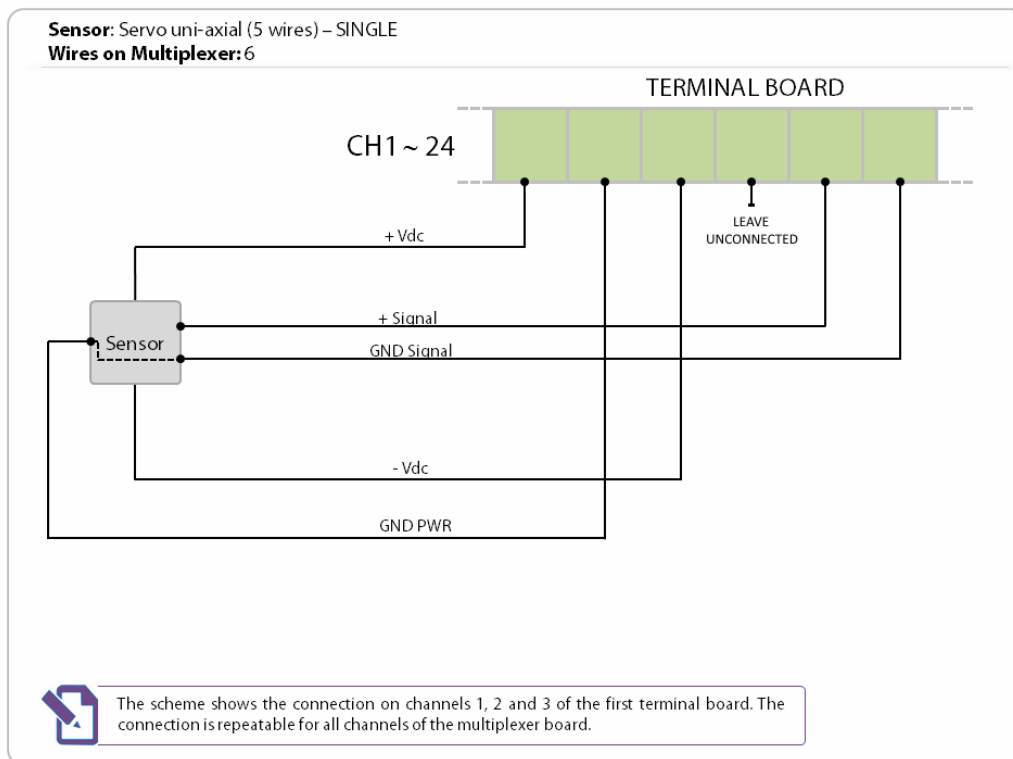 Sensor: Servo uni-axial (5 wires) – SINGLE
Wires on Multiplexer: 6
TERMINAL BOARD
CH1 ~ 24
LEAVE
UNCONNECTED
+ Vdc
+ Signal
Sensor
GND Signal
- Vdc
GND PWR
The scheme shows the connection on channels 1, 2 and 3 of the first terminal board. The
connection is repeatable for all channels of the multiplexer board.